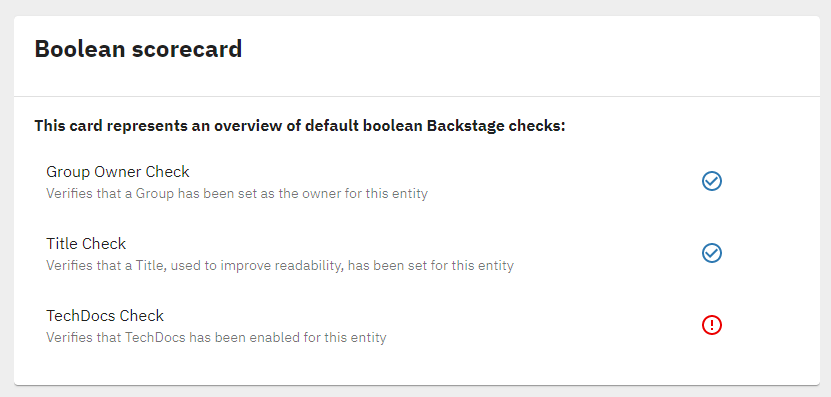 Boolean scorecard
This card represents an overview of default boolean Backstage checks:
Group Owner Check
Verifies that a Group has been set as the owner for this entity
Title Check
Verifies that a Title, used to improve readability, has been set for this entity
TechDocs Check
Verifies that TechDocs has been enabled for this entity